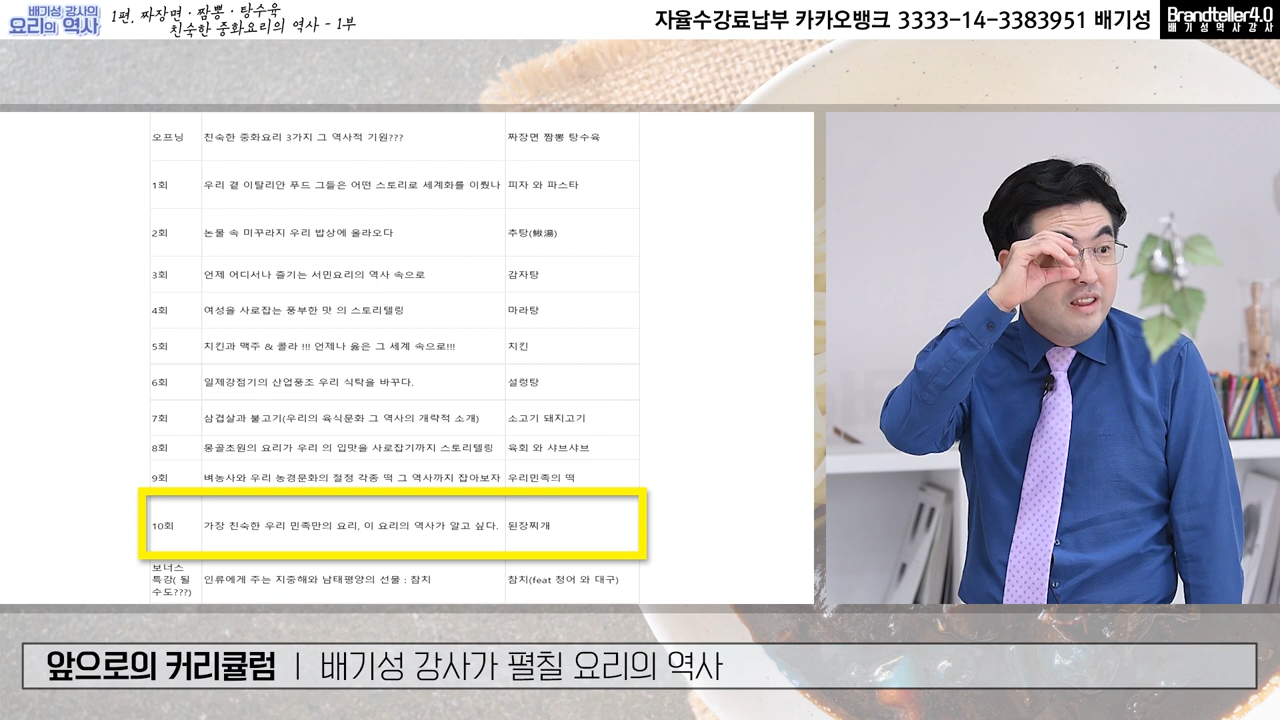 배기성 강사의
요리의 역사
1편. 짜장면·짬뽕·탕수육
친숙한 중화요리의 역사 - 1부
자율수강료납부 카카오뱅크 3333-14-3383951 배기성
Brandteller4.0
배기성역사강사
오프닝 친숙한 중화요리 3가지 그 역사적 기원??? 짜장면 짬뽕 탕수육
1회 우리 곁 이탈리안 푸드 그들은 어떤 스토리로 세계화를 이뤘나 피자 와 파스타
2회 논물 속 미꾸라지 우리 밥상에 올라오다 추탕(鰍湯)
3회 언제 어디서나 즐기는 서민요리의 역사 속으로 감자탕
4회 여성을 사로잡는 풍부한 맛 의 스토리텔링 마라탕
5회 치킨과 맥주 & 콜라 !!! 언제나 옳은 그 세계 속으로!!! 치킨
6회 일제강점기의 산업풍조 우리 식탁을 바꾸다. 설렁탕
7회 삼겹살과 불고기(우리의 육식문화 그 역사의 개략적 소개) 소고기 돼지고기
8회 몽골초원의 요리가 우리 의 입맛을 사로잡기까지 스토리텔링 육회 와 샤브샤브
9회 벼농사와 우리 농경문화의 절정 각종 떡 그 역사까지 잡아보자 우리민족의 떡
10회 가장 친숙한 우리 민족만의 요리, 이 요리의 역사가 알고 싶다. 된장찌개
보너스
특강( 될
수도???) 인류에게 주는 지중해와 남태평양의 선물 : 참치 참치(feat 청어 와 대구)
앞으로의 커리큘럼 | 배기성 강사가 펼칠 요리의 역사